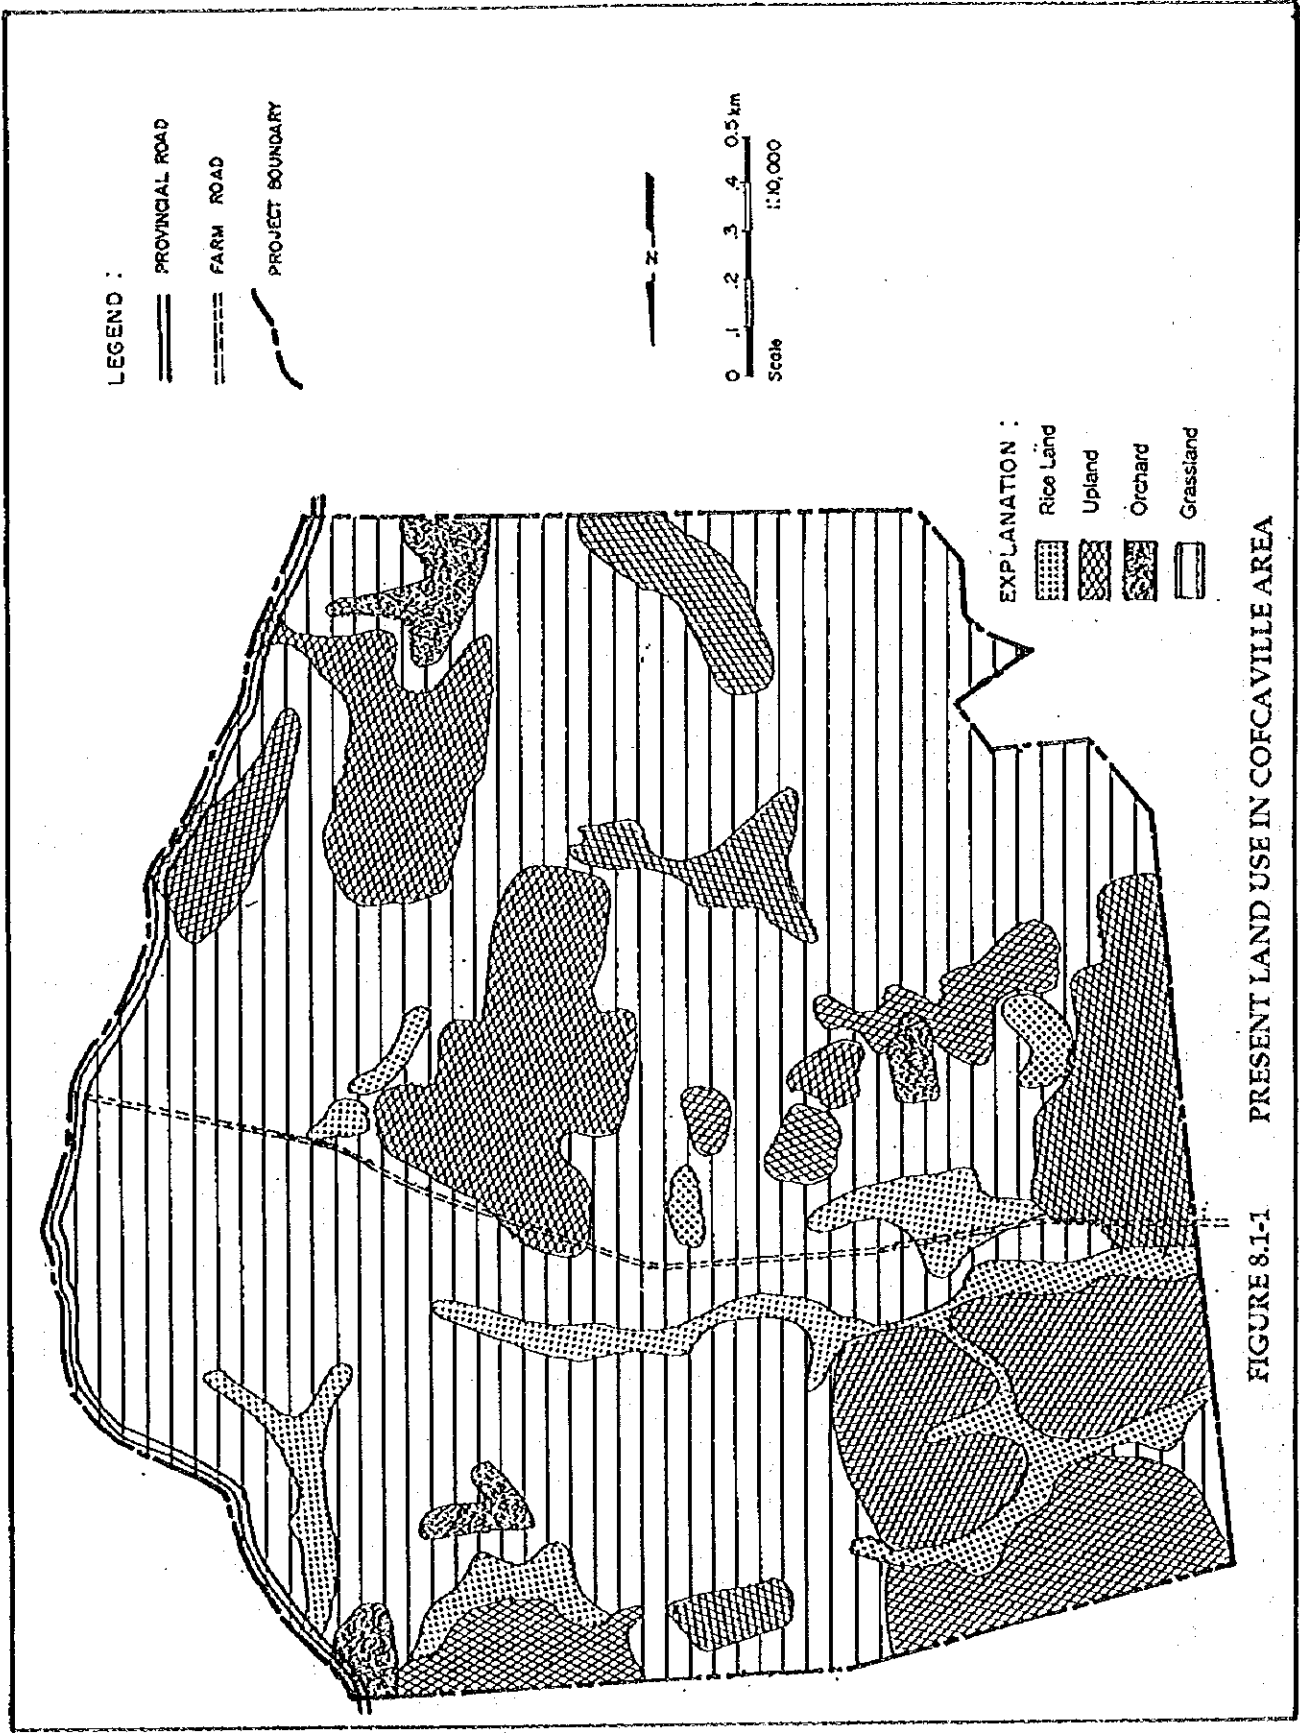 LEGEND :
PROVINCIAL ROAD
FARM ROAD
PROJECT BOUNDARY
N
0 .1 .2 .3 .4 0.5 km
Scale 1:10,000
EXPLANATION :
Rice Land
Upland
Orchard
Grassland
FIGURE 8.1-1 PRESENT LAND USE IN COFCAVILLE AREA